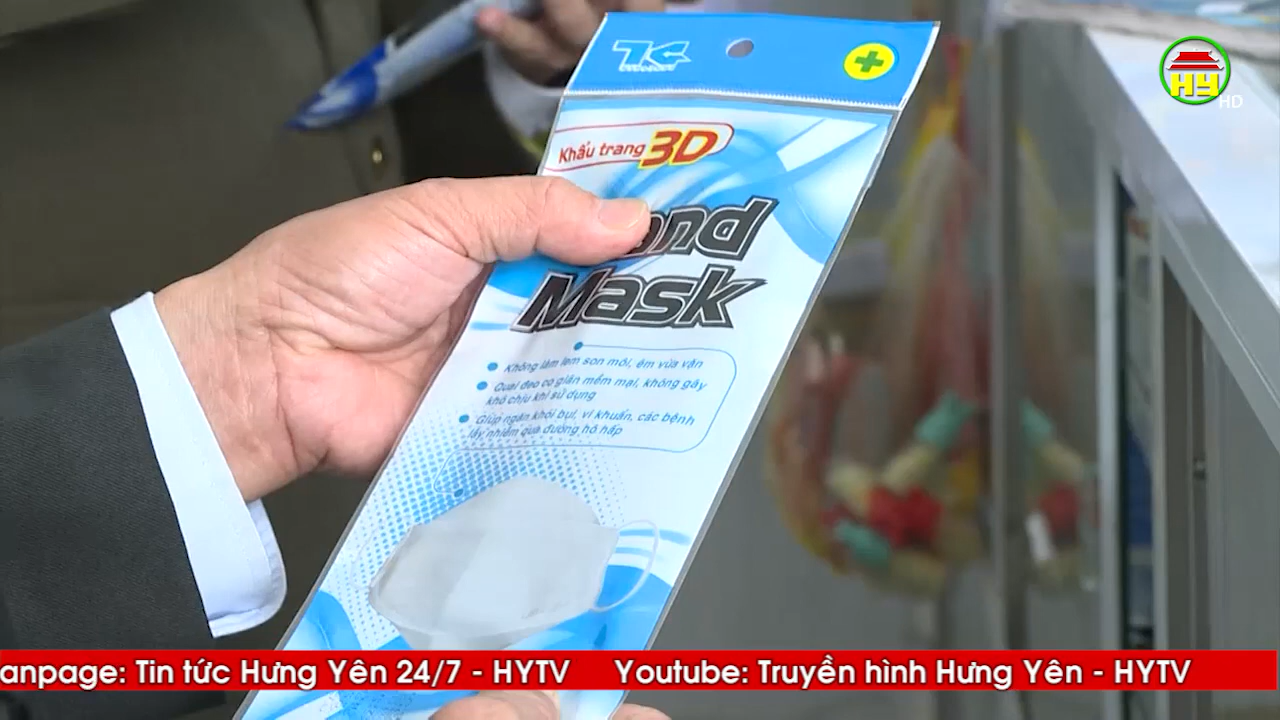 HY
HD
Khẩu trang 3D
Mask
Không làm lem son môi, êm vừa vặn
Quai đeo co giãn mềm mại, không gây
khó chịu khi sử dụng
Giúp ngăn khói bụi, vi khuẩn, các bệnh
lây nhiễm qua đường hô hấp
anpage: Tin tức Hưng Yên 24/7 - HYTV Youtube: Truyền hình Hưng Yên - HYTV